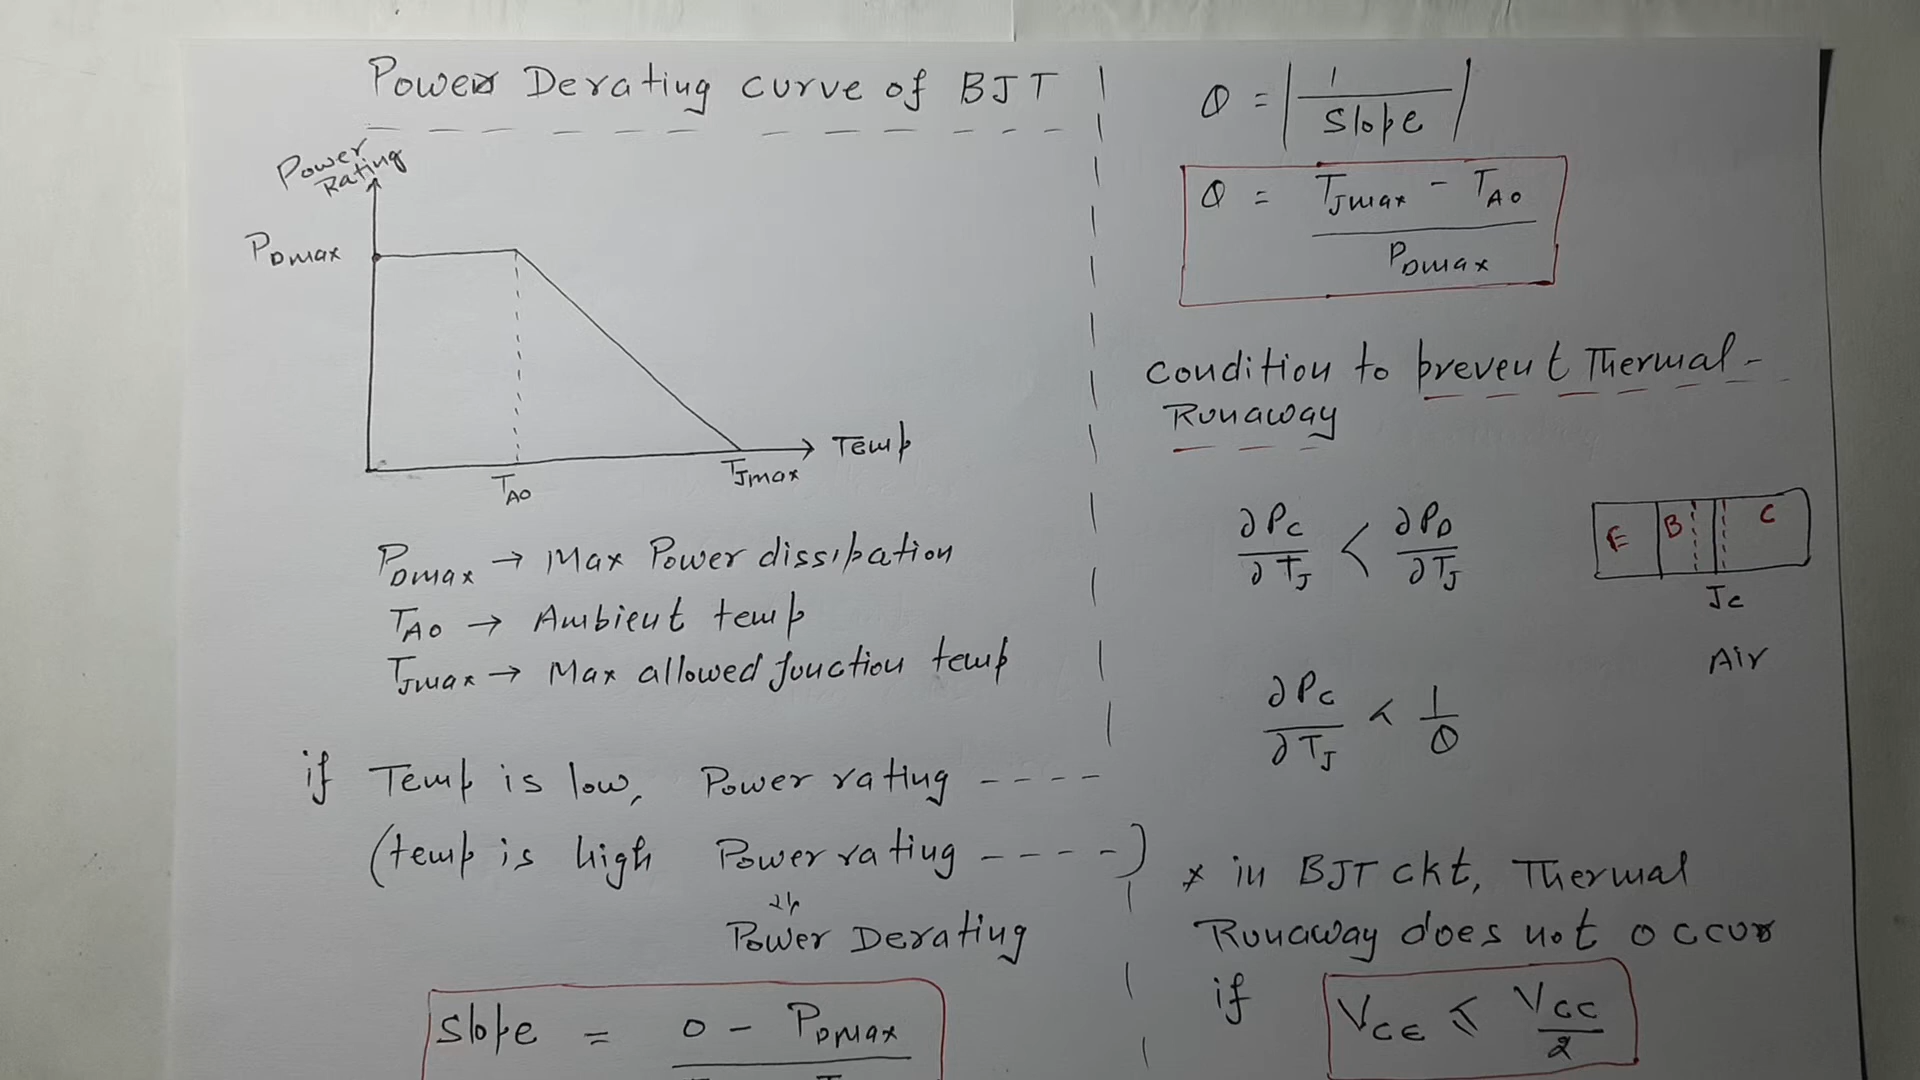 Power Derating curve of BJT
Power
Rating
PDmax
Temp
TJmax
TAO
PDmax → Max Power dissipation
TAO → Ambient temp
TJmax → Max allowed junction temp
if Temp is low, Power rating ----
(temp is high Power rating ----)
Power Derating
Slope = 0 - PDmax
θ = | 1 / Slope |
θ = TJmax - TAO / PDmax
Condition to prevent Thermal-
Runaway
∂PC / ∂TJ < ∂PD / ∂TJ
E B C
Jc
Air
∂PC / ∂TJ < 1 / θ
* in BJT ckt, Thermal
Runaway does not occur
if VCE ≤ VCC / 2